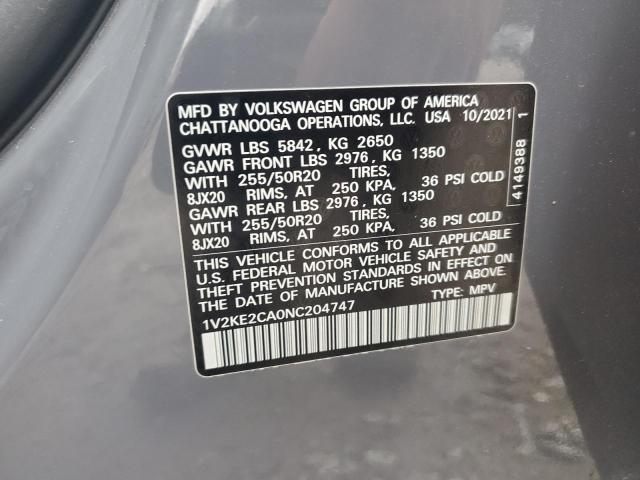 MFD BY VOLKSWAGEN GROUP OF AMERICA
CHATTANOOGA OPERATIONS, LLC. USA 10/2021
GVWR LBS 5842, KG 2650
GAWR FRONT LBS 2976, KG 1350
WITH 255/50R20 TIRES,
8JX20 RIMS, AT 250 KPA, 36 PSI COLD
GAWR REAR LBS 2976, KG 1350
WITH 255/50R20 TIRES,
8JX20 RIMS, AT 250 KPA, 36 PSI COLD
THIS VEHICLE CONFORMS TO ALL APPLICABLE
U.S. FEDERAL MOTOR VEHICLE SAFETY AND
THEFT PREVENTION STANDARDS IN EFFECT ON
THE DATE OF MANUFACTURE SHOWN ABOVE.
1V2KE2CA0NC204747 TYPE: MPV
4149388 1